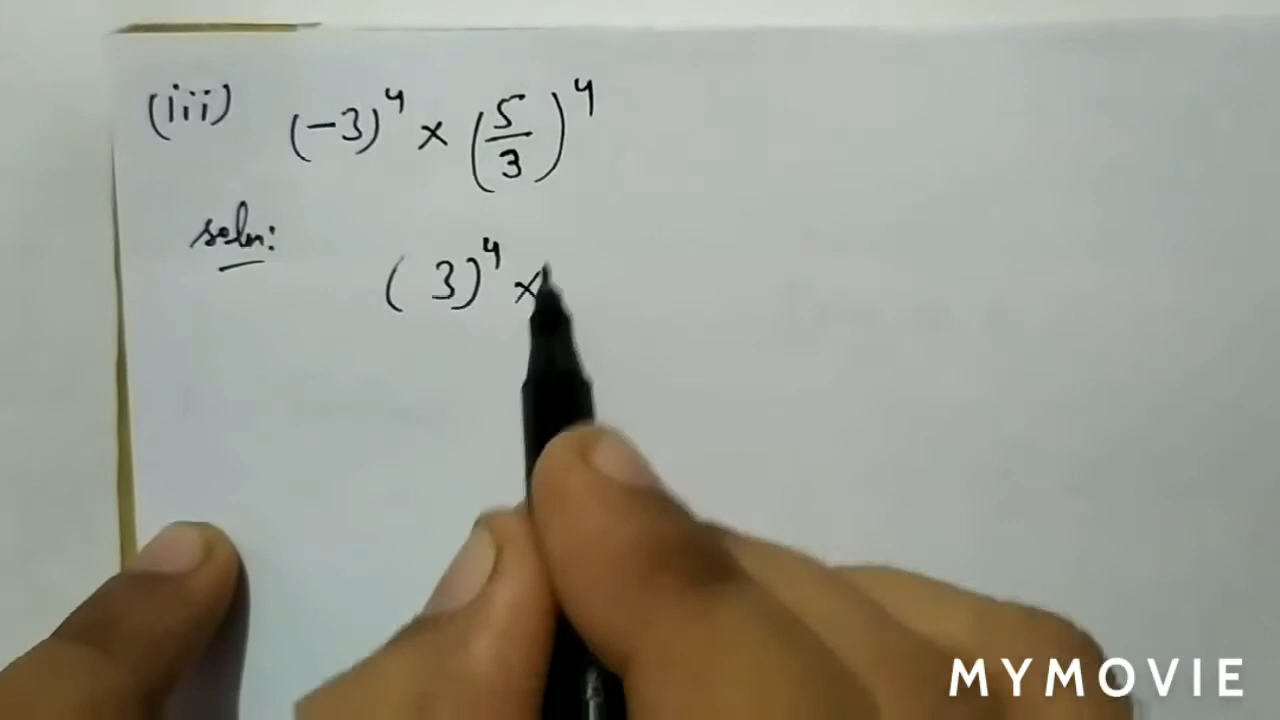 (iii) (-3)⁴ × (5/3)⁴
soln:
( 3)⁴ ×
MYMOVIE